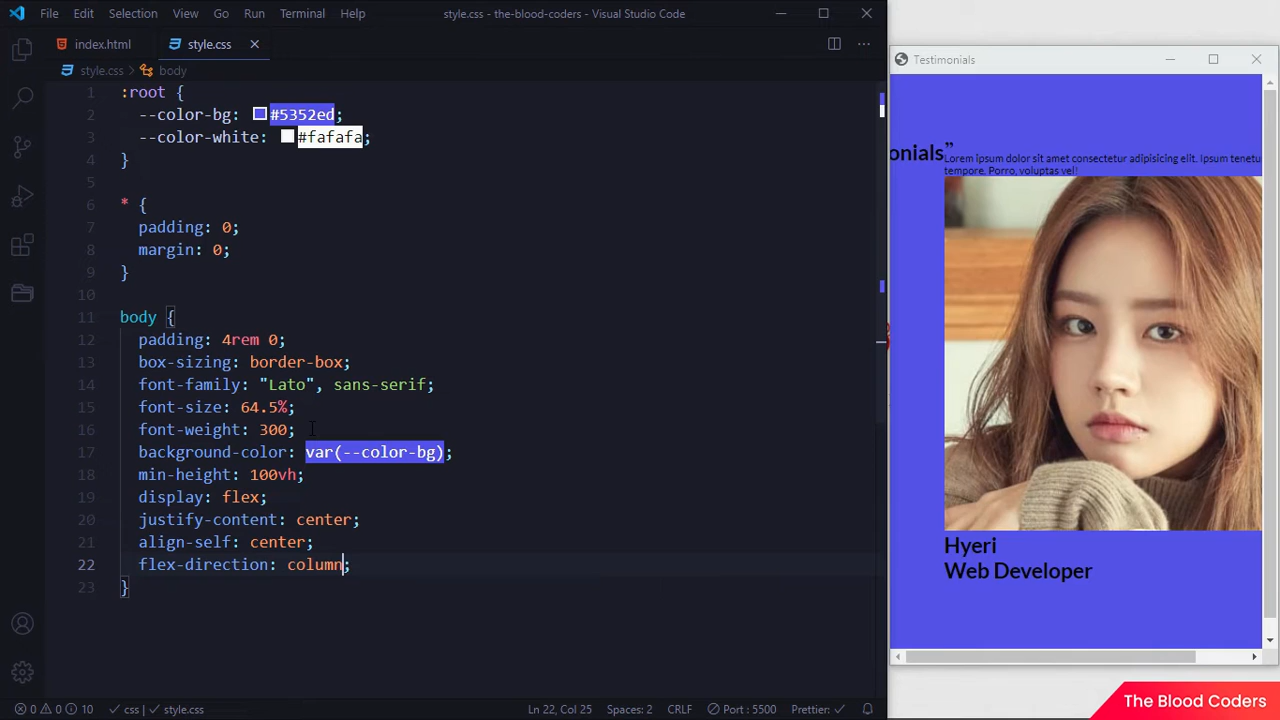 File Edit Selection View Go Run Terminal Help style.css - the-blood-coders - Visual Studio Code
index.html style.css
style.css > body
1 :root {
2 --color-bg: #5352ed;
3 --color-white: #fafafa;
4 }
5
6 * {
7 padding: 0;
8 margin: 0;
9 }
10
11 body {
12 padding: 4rem 0;
13 box-sizing: border-box;
14 font-family: "Lato", sans-serif;
15 font-size: 64.5%;
16 font-weight: 300;
17 background-color: var(--color-bg);
18 min-height: 100vh;
19 display: flex;
20 justify-content: center;
21 align-self: center;
22 flex-direction: column;
23 }
0 0 10 css style.css Ln 22, Col 25 Spaces: 2 CRLF Port : 5500 Prettier:
Testimonials
onials”
Lorem ipsum dolor sit amet consectetur adipisicing elit. Ipsum tenetu
tempore. Porro, voluptas vel!
Hyeri
Web Developer
The Blood Coders